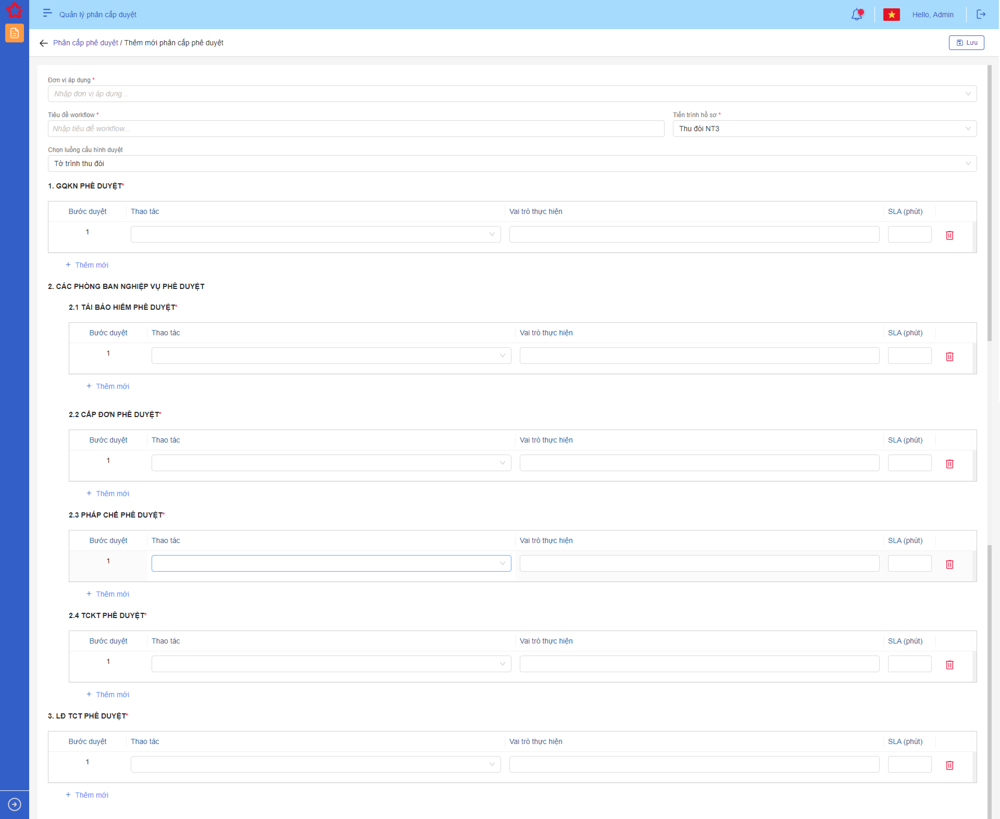 Quản lý phân cấp duyệt
Hello, Admin
Phân cấp phê duyệt / Thêm mới phân cấp phê duyệt
Lưu
Đơn vị áp dụng *
Nhập đơn vị áp dụng...
Tiêu đề workflow *
Tiến trình hồ sơ *
Nhập tiêu đề workflow...
Thu đòi NT3
Chọn luồng cấu hình duyệt
Tờ trình thu đòi
1. GQKN PHÊ DUYỆT*
Bước duyệt Thao tác Vai trò thực hiện SLA (phút)
1
+ Thêm mới
2. CÁC PHÒNG BAN NGHIỆP VỤ PHÊ DUYỆT
2.1 TÁI BẢO HIỂM PHÊ DUYỆT*
Bước duyệt Thao tác Vai trò thực hiện SLA (phút)
1
+ Thêm mới
2.2 CẤP ĐƠN PHÊ DUYỆT*
Bước duyệt Thao tác Vai trò thực hiện SLA (phút)
1
+ Thêm mới
2.3 PHÁP CHẾ PHÊ DUYỆT*
Bước duyệt Thao tác Vai trò thực hiện SLA (phút)
1
+ Thêm mới
2.4 TCKT PHÊ DUYỆT*
Bước duyệt Thao tác Vai trò thực hiện SLA (phút)
1
+ Thêm mới
3. LĐ TCT PHÊ DUYỆT*
Bước duyệt Thao tác Vai trò thực hiện SLA (phút)
1
+ Thêm mới